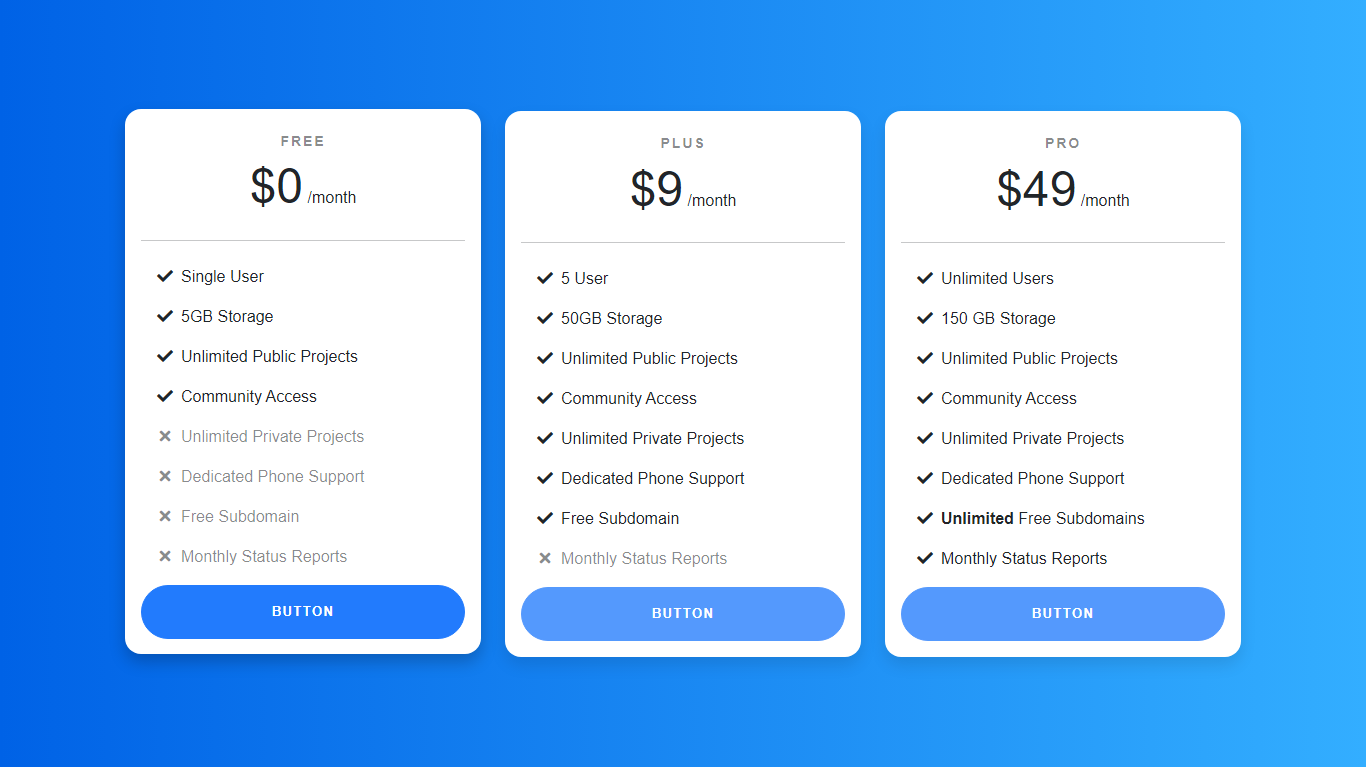 FREE
$0 /month
Single User
5GB Storage
Unlimited Public Projects
Community Access
Unlimited Private Projects
Dedicated Phone Support
Free Subdomain
Monthly Status Reports
BUTTON
PLUS
$9 /month
5 User
50GB Storage
Unlimited Public Projects
Community Access
Unlimited Private Projects
Dedicated Phone Support
Free Subdomain
Monthly Status Reports
BUTTON
PRO
$49 /month
Unlimited Users
150 GB Storage
Unlimited Public Projects
Community Access
Unlimited Private Projects
Dedicated Phone Support
Unlimited Free Subdomains
Monthly Status Reports
BUTTON